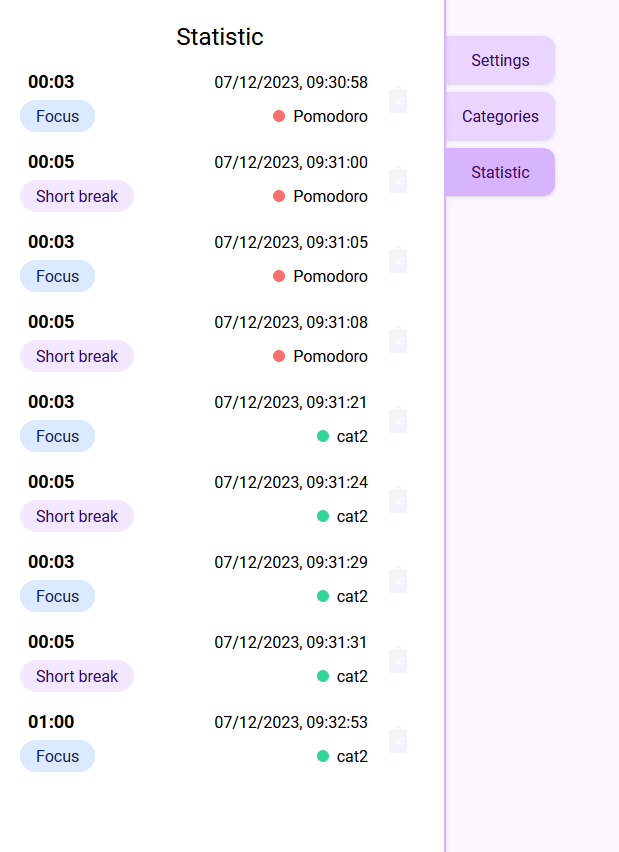 Statistic
00:03 07/12/2023, 09:30:58
Focus Pomodoro
00:05 07/12/2023, 09:31:00
Short break Pomodoro
00:03 07/12/2023, 09:31:05
Focus Pomodoro
00:05 07/12/2023, 09:31:08
Short break Pomodoro
00:03 07/12/2023, 09:31:21
Focus cat2
00:05 07/12/2023, 09:31:24
Short break cat2
00:03 07/12/2023, 09:31:29
Focus cat2
00:05 07/12/2023, 09:31:31
Short break cat2
01:00 07/12/2023, 09:32:53
Focus cat2
Settings
Categories
Statistic